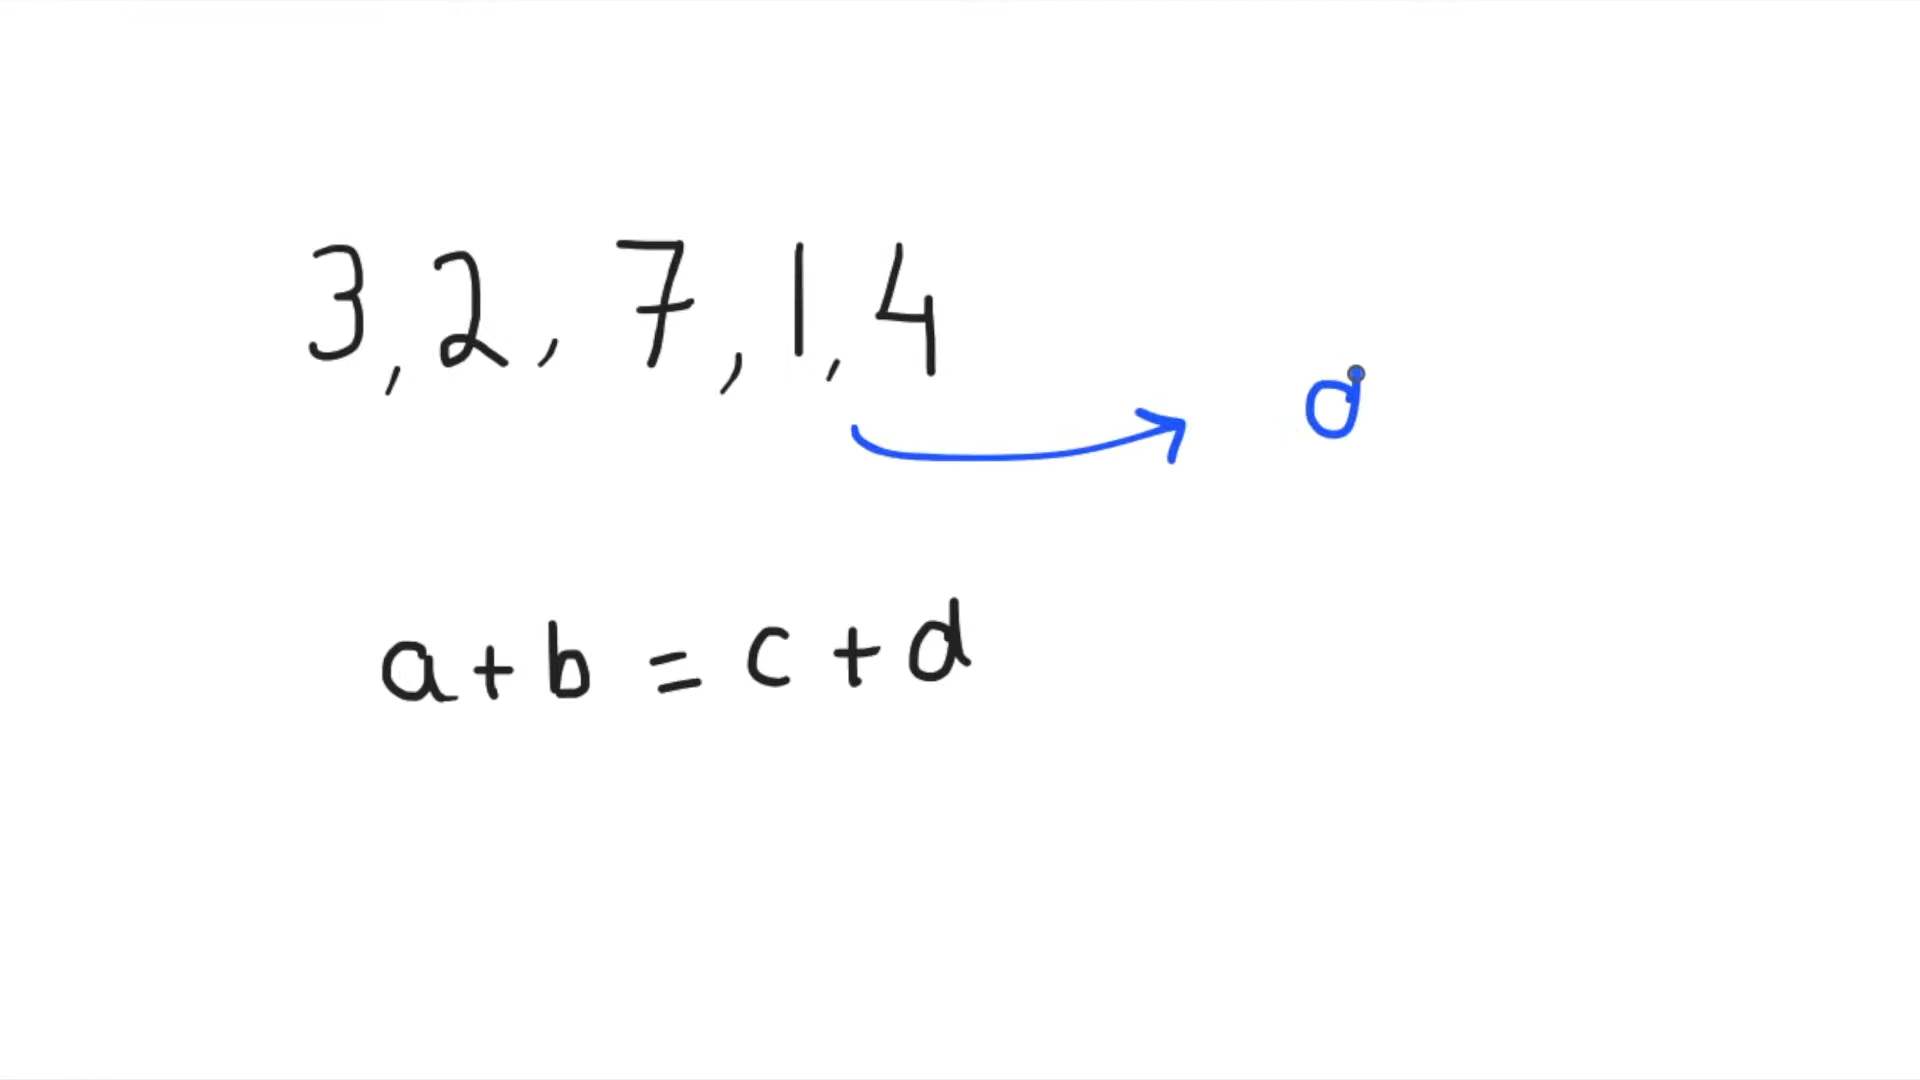 3, 2, 7, 1, 4
a + b = c + d